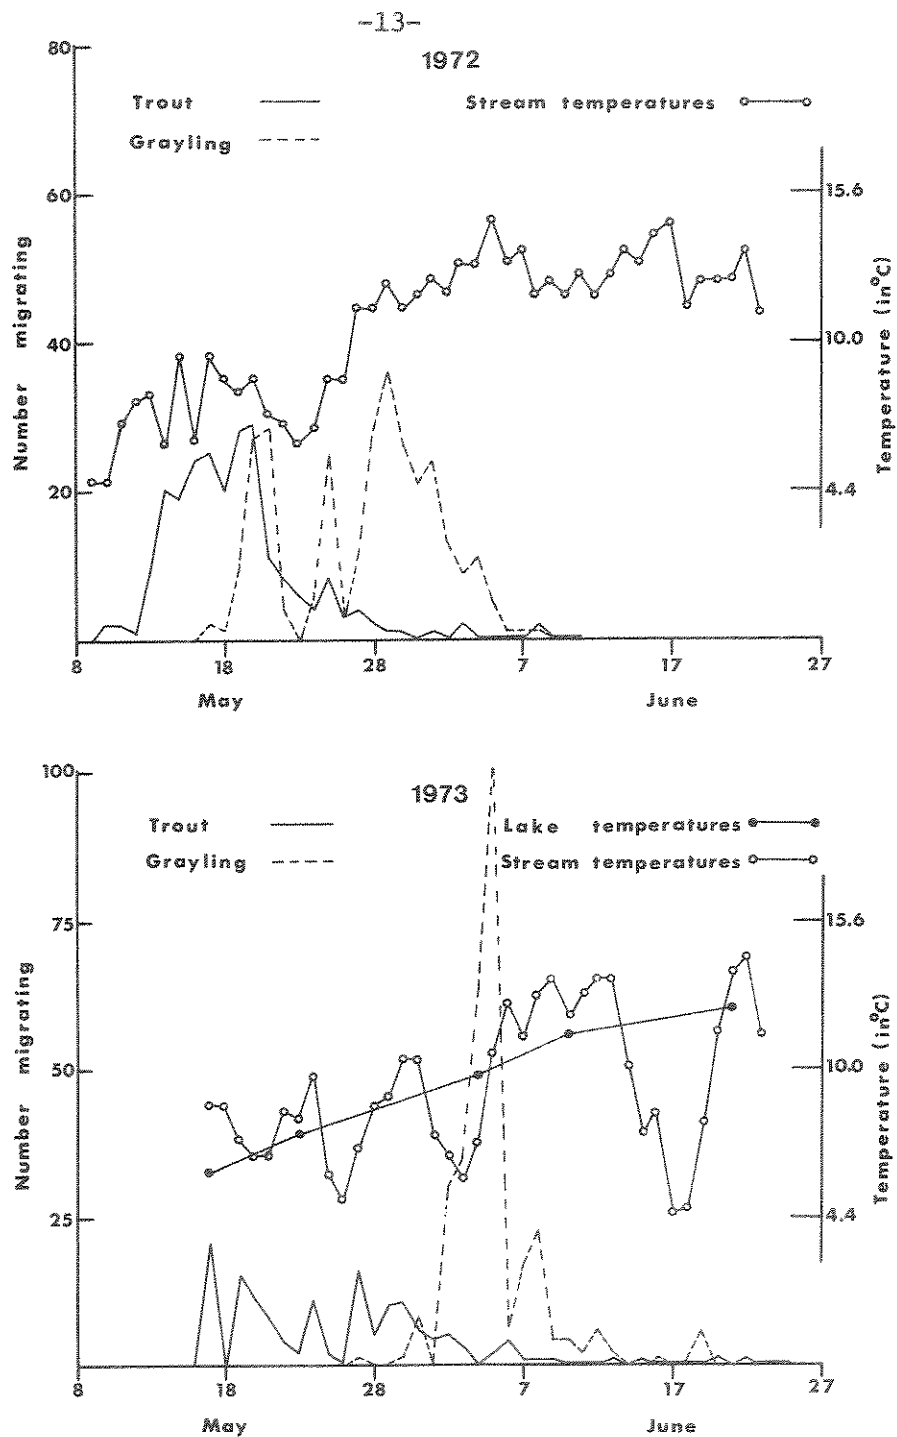 -13-
1972
80
Trout
Stream temperatures
Grayling
60
15.6
40
10.0
20
4.4
Number migrating
Temperature (in°C)
8 18 28 7 17 27
May June
1973
100
Trout
Lake temperatures
Grayling
Stream temperatures
75
15.6
50
10.0
25
4.4
Number migrating
Temperature (in°C)
8 18 28 7 17 27
May June